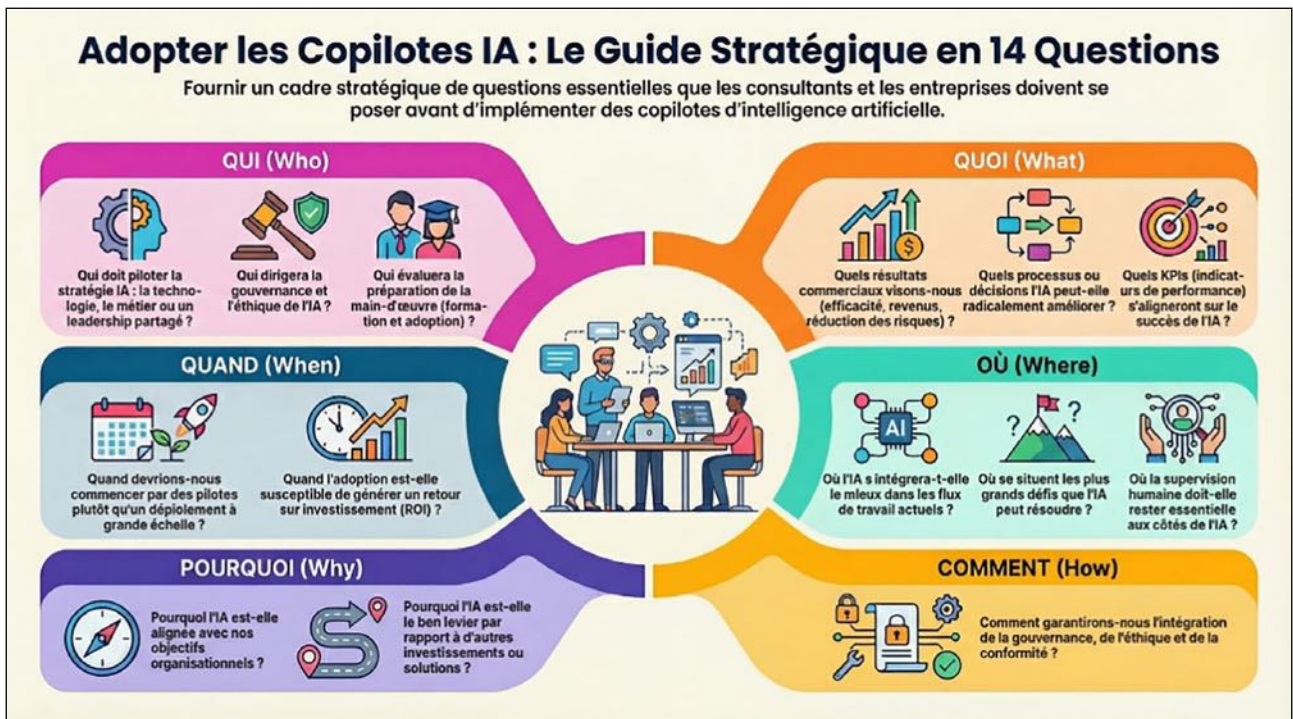 Adopter les Copilotes IA : Le Guide Stratégique en 14 Questions
Fournir un cadre stratégique de questions essentielles que les consultants et les entreprises doivent se
poser avant d'implémenter des copilotes d'intelligence artificielle.
QUI (Who)
Qui doit piloter la
stratégie IA : la techno-
logie, le métier ou un
leadership partagé ?
Qui dirigera la
gouvernance et
l'éthique de l'IA ?
Qui évaluera la
préparation de la
main-d'œuvre (forma-
tion et adoption) ?
QUOI (What)
$
Quels résultats
commerciaux visons-nous
(efficacité, revenus,
réduction des risques) ?
Quels processus ou
décisions l'IA peut-elle
radicalement améliorer ?
Quels KPIs (indicat-
urs de performance)
s'aligneront sur le
succès de l'IA ?
QUAND (When)
Quand devrions-nous
commencer par des pilotes
plutôt qu'un dépiolement à
grande échelle ?
Quand l'adoption est-elle
susceptible de générer un retour
sur investissement (ROI) ?
OÙ (Where)
AI
Où l'IA s intégrera-t-elle
le mieux dans les flux
de travail actuels ?
? ?
Où se situent les plus
grands défis que l'IA
peut résoudre ?
Où la supervision
humaine doit-elle
rester essentielle
aux côtés de l'IA ?
POURQUOI (Why)
Pourquoi l'IA est-elle
alignée avec nos
objectifs
organisationnels ?
Pourquoi l'IA est-elle
le ben levier par
rapport à d'autres
investissements ou
solutions ?
COMMENT (How)
Comment garantirons-nous l'intégration
de la gouvernance, de l'éthique et de la
conformité ?